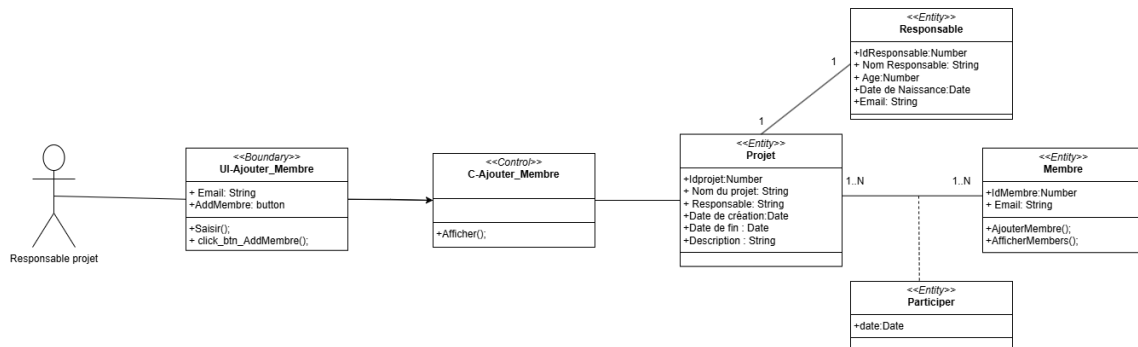 <<Entity>>
Responsable
+IdResponsable:Number
+ Nom Responsable: String
+ Age:Number
+Date de Naissance:Date
+Email: String
1
1
<<Boundary>>
UI-Ajouter_Membre
+ Email: String
+AddMembre: button
+Saisir();
+ click_btn_AddMembre();
<<Control>>
C-Ajouter_Membre
+Afficher();
<<Entity>>
Projet
+Idprojet:Number
+ Nom du projet: String
+ Responsable: String
+Date de création:Date
+Date de fin : Date
+Description : String
1..N
1..N
<<Entity>>
Membre
+IdMembre:Number
+ Email: String
+AjouterMembre();
+AfficherMembers();
Responsable projet
<<Entity>>
Participer
+date:Date